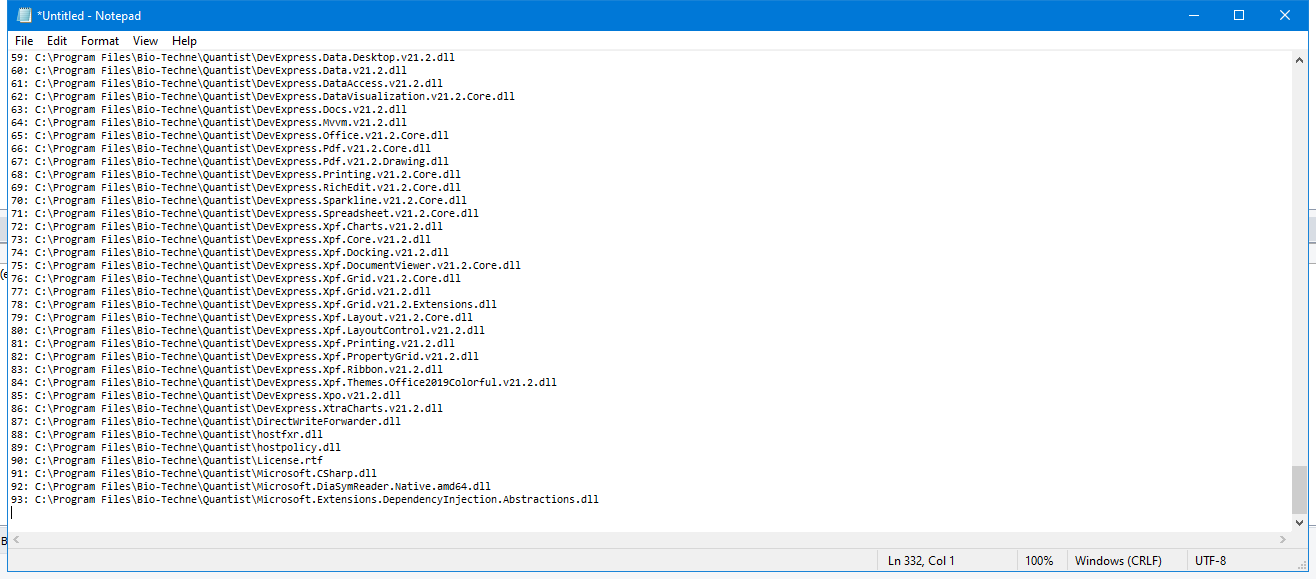 *Untitled - Notepad
File Edit Format View Help
59: C:\Program Files\Bio-Techne\Quantist\DevExpress.Data.Desktop.v21.2.dll
60: C:\Program Files\Bio-Techne\Quantist\DevExpress.Data.v21.2.dll
61: C:\Program Files\Bio-Techne\Quantist\DevExpress.DataAccess.v21.2.dll
62: C:\Program Files\Bio-Techne\Quantist\DevExpress.DataVisualization.v21.2.Core.dll
63: C:\Program Files\Bio-Techne\Quantist\DevExpress.Docs.v21.2.dll
64: C:\Program Files\Bio-Techne\Quantist\DevExpress.Mvvm.v21.2.dll
65: C:\Program Files\Bio-Techne\Quantist\DevExpress.Office.v21.2.Core.dll
66: C:\Program Files\Bio-Techne\Quantist\DevExpress.Pdf.v21.2.Core.dll
67: C:\Program Files\Bio-Techne\Quantist\DevExpress.Pdf.v21.2.Drawing.dll
68: C:\Program Files\Bio-Techne\Quantist\DevExpress.Printing.v21.2.Core.dll
69: C:\Program Files\Bio-Techne\Quantist\DevExpress.RichEdit.v21.2.Core.dll
70: C:\Program Files\Bio-Techne\Quantist\DevExpress.Sparkline.v21.2.Core.dll
71: C:\Program Files\Bio-Techne\Quantist\DevExpress.Spreadsheet.v21.2.Core.dll
72: C:\Program Files\Bio-Techne\Quantist\DevExpress.Xpf.Charts.v21.2.dll
73: C:\Program Files\Bio-Techne\Quantist\DevExpress.Xpf.Core.v21.2.dll
74: C:\Program Files\Bio-Techne\Quantist\DevExpress.Xpf.Docking.v21.2.dll
75: C:\Program Files\Bio-Techne\Quantist\DevExpress.Xpf.DocumentViewer.v21.2.Core.dll
76: C:\Program Files\Bio-Techne\Quantist\DevExpress.Xpf.Grid.v21.2.Core.dll
77: C:\Program Files\Bio-Techne\Quantist\DevExpress.Xpf.Grid.v21.2.dll
78: C:\Program Files\Bio-Techne\Quantist\DevExpress.Xpf.Grid.v21.2.Extensions.dll
79: C:\Program Files\Bio-Techne\Quantist\DevExpress.Xpf.Layout.v21.2.Core.dll
80: C:\Program Files\Bio-Techne\Quantist\DevExpress.Xpf.LayoutControl.v21.2.dll
81: C:\Program Files\Bio-Techne\Quantist\DevExpress.Xpf.Printing.v21.2.dll
82: C:\Program Files\Bio-Techne\Quantist\DevExpress.Xpf.PropertyGrid.v21.2.dll
83: C:\Program Files\Bio-Techne\Quantist\DevExpress.Xpf.Ribbon.v21.2.dll
84: C:\Program Files\Bio-Techne\Quantist\DevExpress.Xpf.Themes.Office2019Colorful.v21.2.dll
85: C:\Program Files\Bio-Techne\Quantist\DevExpress.Xpo.v21.2.dll
86: C:\Program Files\Bio-Techne\Quantist\DevExpress.XtraCharts.v21.2.dll
87: C:\Program Files\Bio-Techne\Quantist\DirectWriteForwarder.dll
88: C:\Program Files\Bio-Techne\Quantist\hostfxr.dll
89: C:\Program Files\Bio-Techne\Quantist\hostpolicy.dll
90: C:\Program Files\Bio-Techne\Quantist\License.rtf
91: C:\Program Files\Bio-Techne\Quantist\Microsoft.CSharp.dll
92: C:\Program Files\Bio-Techne\Quantist\Microsoft.DiaSymReader.Native.amd64.dll
93: C:\Program Files\Bio-Techne\Quantist\Microsoft.Extensions.DependencyInjection.Abstractions.dll
Ln 332, Col 1 100% Windows (CRLF) UTF-8